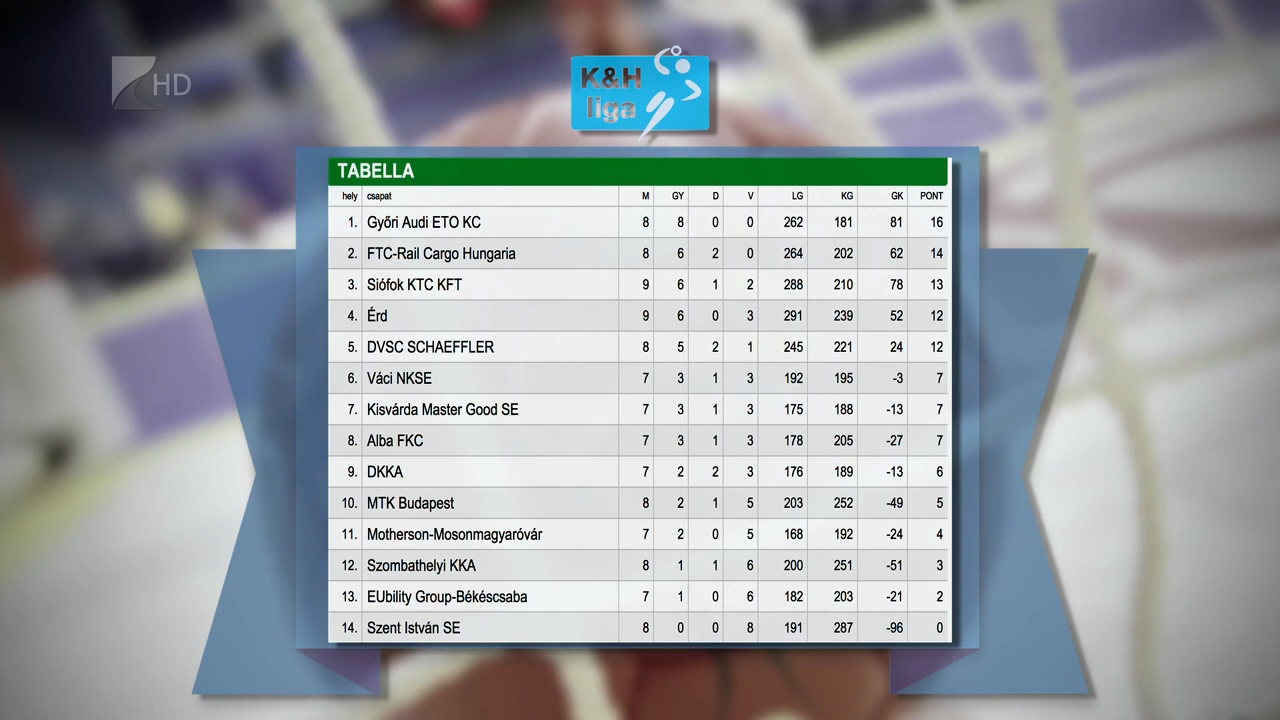 HD
K&H
liga
TABELLA
hely csapat M GY D V LG KG GK PONT
1. Győri Audi ETO KC 8 8 0 0 262 181 81 16
2. FTC-Rail Cargo Hungaria 8 6 2 0 264 202 62 14
3. Siófok KTC KFT 9 6 1 2 288 210 78 13
4. Érd 9 6 0 3 291 239 52 12
5. DVSC SCHAEFFLER 8 5 2 1 245 221 24 12
6. Váci NKSE 7 3 1 3 192 195 -3 7
7. Kisvárda Master Good SE 7 3 1 3 175 188 -13 7
8. Alba FKC 7 3 1 3 178 205 -27 7
9. DKKA 7 2 2 3 176 189 -13 6
10. MTK Budapest 8 2 1 5 203 252 -49 5
11. Motherson-Mosonmagyaróvár 7 2 0 5 168 192 -24 4
12. Szombathelyi KKA 8 1 1 6 200 251 -51 3
13. EUbility Group-Békéscsaba 7 1 0 6 182 203 -21 2
14. Szent István SE 8 0 0 8 191 287 -96 0